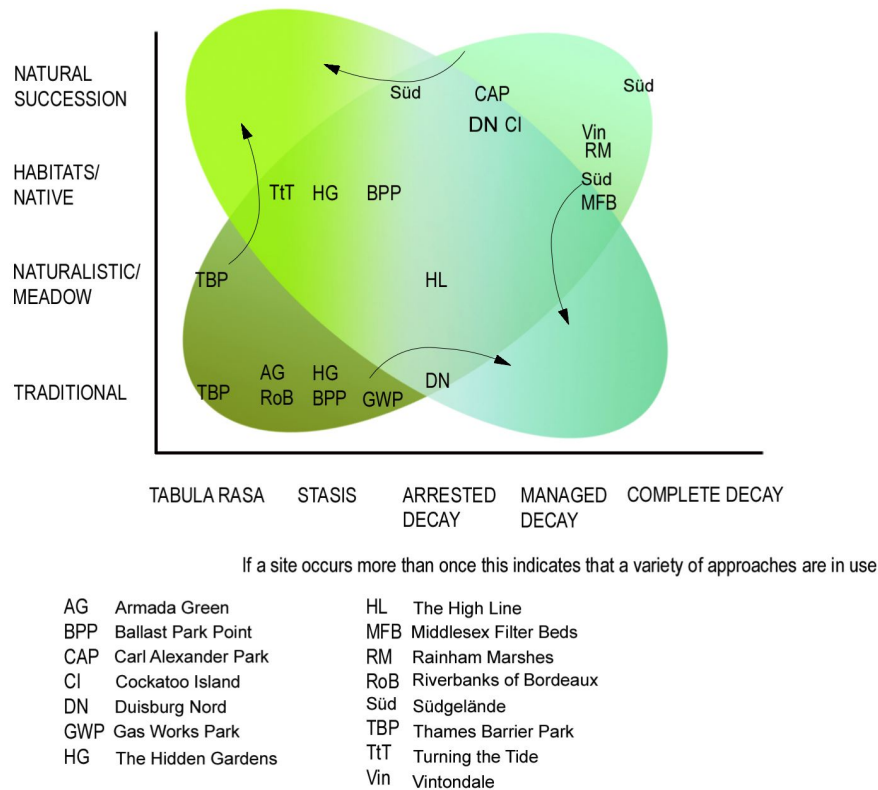 NATURAL
SUCCESSION
Süd
CAP
Süd
DN CI
Vin
RM
HABITATS/
NATIVE
TtT
HG
BPP
Süd
MFB
NATURALISTIC/
MEADOW
TBP
HL
TRADITIONAL
TBP
AG
RoB
HG
BPP
GWP
DN
TABULA RASA
STASIS
ARRESTED
DECAY
MANAGED
DECAY
COMPLETE DECAY
If a site occurs more than once this indicates that a variety of approaches are in use
AG Armada Green
BPP Ballast Park Point
CAP Carl Alexander Park
CI Cockatoo Island
DN Duisburg Nord
GWP Gas Works Park
HG The Hidden Gardens
HL The High Line
MFB Middlesex Filter Beds
RM Rainham Marshes
RoB Riverbanks of Bordeaux
Süd Südgelände
TBP Thames Barrier Park
TtT Turning the Tide
Vin Vintondale